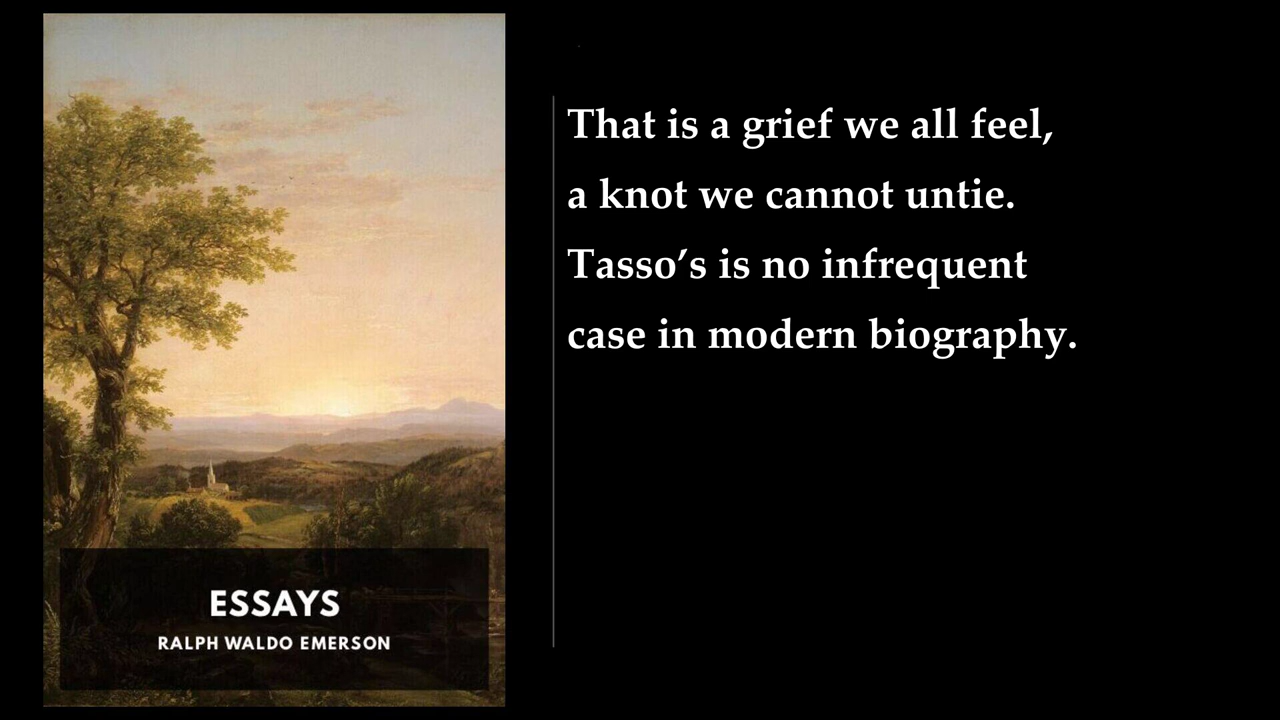 ESSAYS
RALPH WALDO EMERSON
That is a grief we all feel,
a knot we cannot untie.
Tasso’s is no infrequent
case in modern biography.